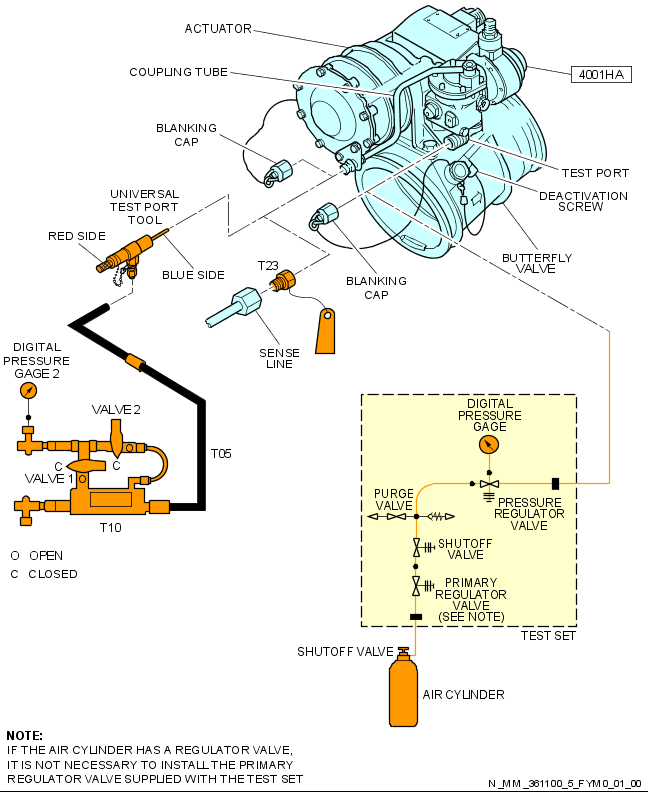 ACTUATOR
COUPLING TUBE
4001HA
BLANKING
CAP
TEST PORT
DEACTIVATION
SCREW
UNIVERSAL
TEST PORT
TOOL
RED SIDE
BLUE SIDE
BUTTERFLY
VALVE
T23
BLANKING
CAP
SENSE
LINE
DIGITAL
PRESSURE
GAGE 2
VALVE 2
C
C
VALVE 1
O
O
T05
T10
O OPEN
C CLOSED
DIGITAL
PRESSURE
GAGE
PURGE
VALVE
PRESSURE
REGULATOR
VALVE
SHUTOFF
VALVE
PRIMARY
REGULATOR
VALVE
(SEE NOTE)
TEST SET
SHUTOFF VALVE
AIR CYLINDER
NOTE:
IF THE AIR CYLINDER HAS A REGULATOR VALVE,
IT IS NOT NECESSARY TO INSTALL THE PRIMARY
REGULATOR VALVE SUPPLIED WITH THE TEST SET
N_MM_361100_5_FYM0_01_00